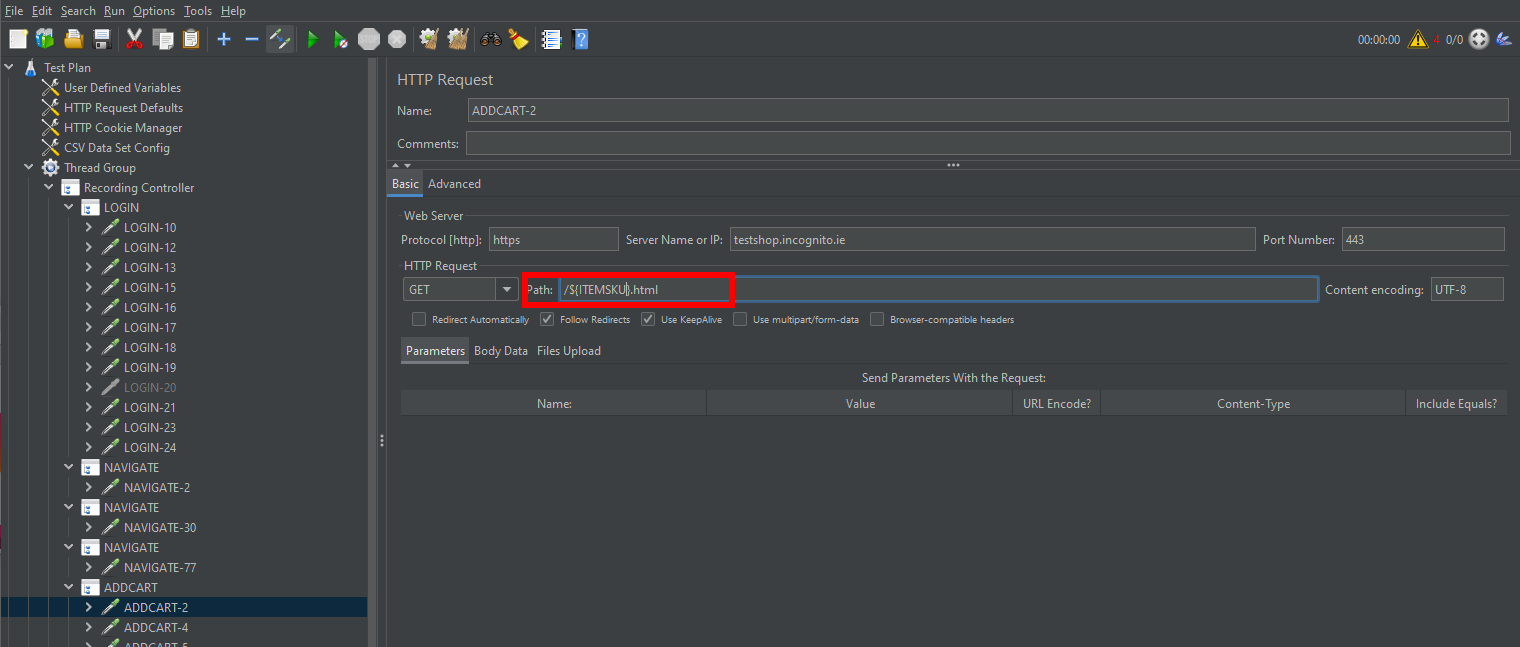 File Edit Search Run Options Tools Help
STOP
00:00:00 4 0/0
Test Plan
User Defined Variables
HTTP Request Defaults
HTTP Cookie Manager
CSV Data Set Config
Thread Group
Recording Controller
LOGIN
LOGIN-10
LOGIN-12
LOGIN-13
LOGIN-15
LOGIN-16
LOGIN-17
LOGIN-18
LOGIN-19
LOGIN-20
LOGIN-21
LOGIN-23
LOGIN-24
NAVIGATE
NAVIGATE-2
NAVIGATE
NAVIGATE-30
NAVIGATE
NAVIGATE-77
ADDCART
ADDCART-2
ADDCART-4
ADDCART-5
HTTP Request
Name: ADDCART-2
Comments:
Basic Advanced
Web Server
Protocol [http]: https Server Name or IP: testshop.incognito.ie Port Number: 443
HTTP Request
GET Path: /${ITEMSKU}.html Content encoding: UTF-8
Redirect Automatically Follow Redirects Use KeepAlive Use multipart/form-data Browser-compatible headers
Parameters Body Data Files Upload
Send Parameters With the Request:
Name: Value URL Encode? Content-Type Include Equals?